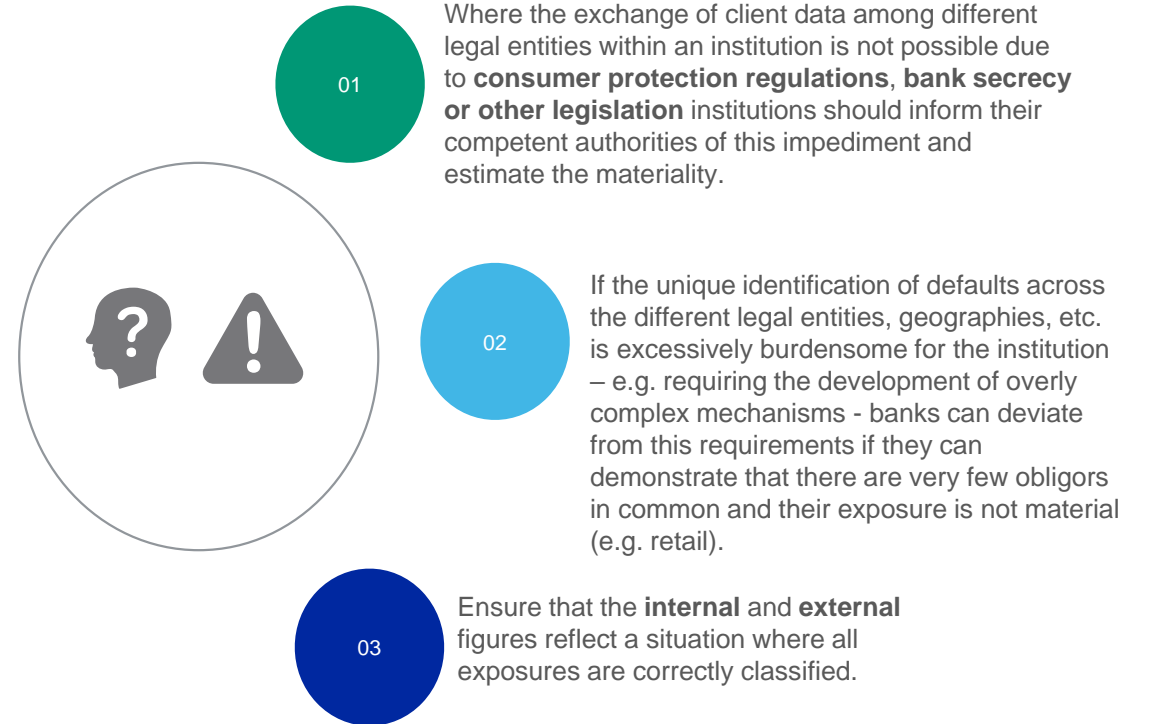 01
Where the exchange of client data among different
legal entities within an institution is not possible due
to consumer protection regulations, bank secrecy
or other legislation institutions should inform their
competent authorities of this impediment and
estimate the materiality.
?
!
02
If the unique identification of defaults across
the different legal entities, geographies, etc.
is excessively burdensome for the institution
– e.g. requiring the development of overly
complex mechanisms - banks can deviate
from this requirements if they can
demonstrate that there are very few obligors
in common and their exposure is not material
(e.g. retail).
03
Ensure that the internal and external
figures reflect a situation where all
exposures are correctly classified.